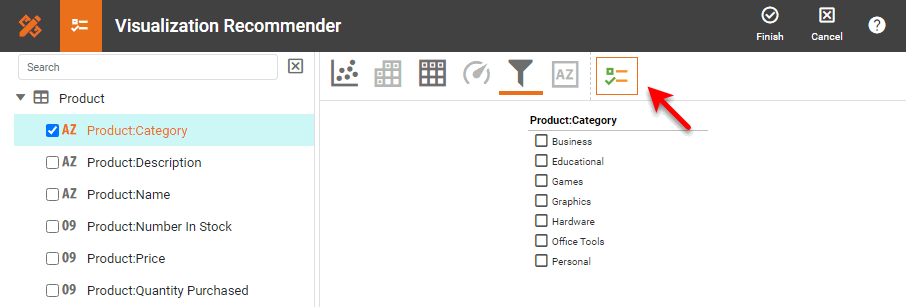 Visualization Recommender
Finish
Cancel
?
Search
Product
AZ Product:Category
AZ Product:Description
AZ Product:Name
09 Product:Number In Stock
09 Product:Price
09 Product:Quantity Purchased
AZ
Product:Category
Business
Educational
Games
Graphics
Hardware
Office Tools
Personal